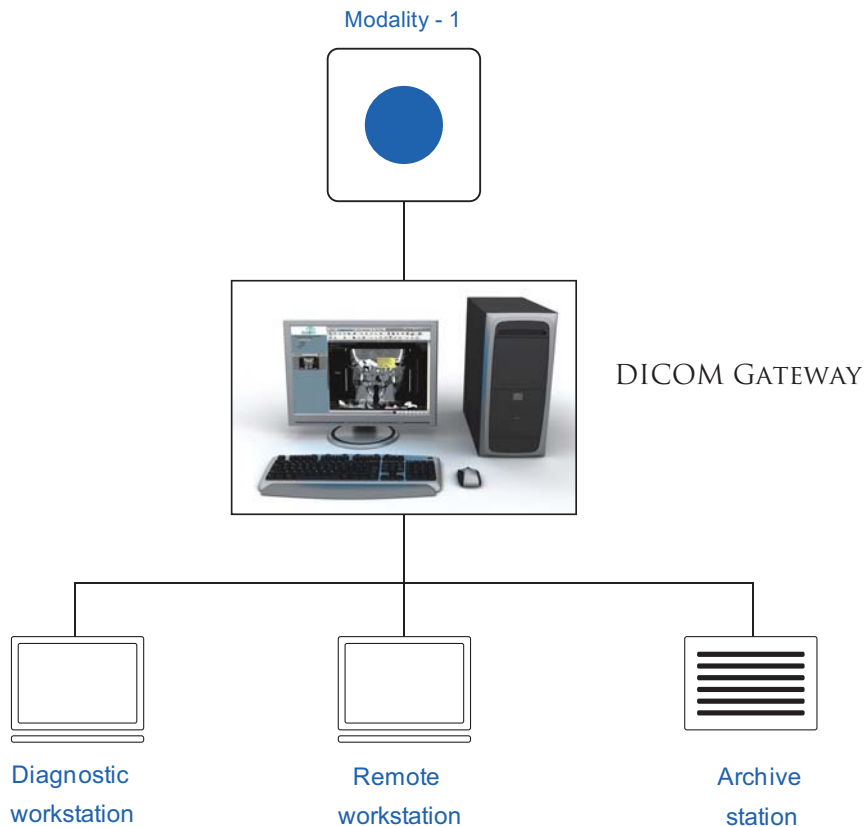 Modality - 1
DICOM GATEWAY
Diagnostic
workstation
Remote
workstation
Archive
station